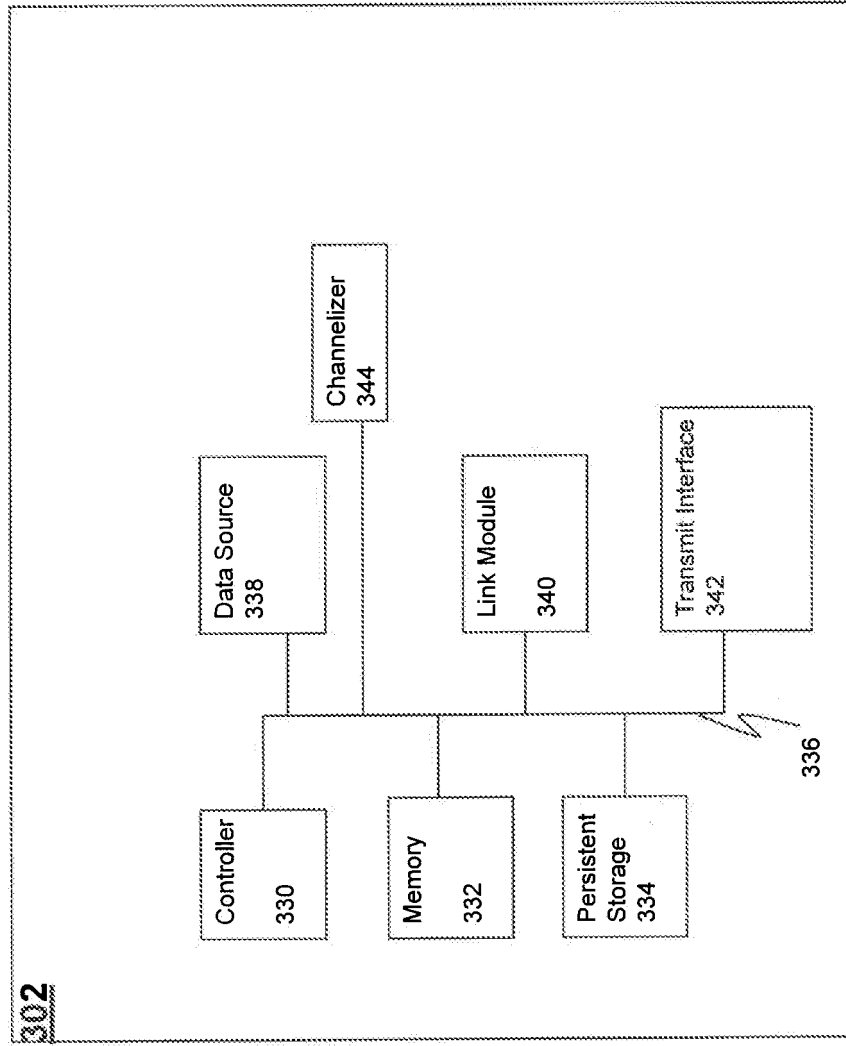 302
Controller
330
Memory
332
Persistent
Storage
334
Data Source
338
Channelizer
344
Link Module
340
Transmit Interface
342
336